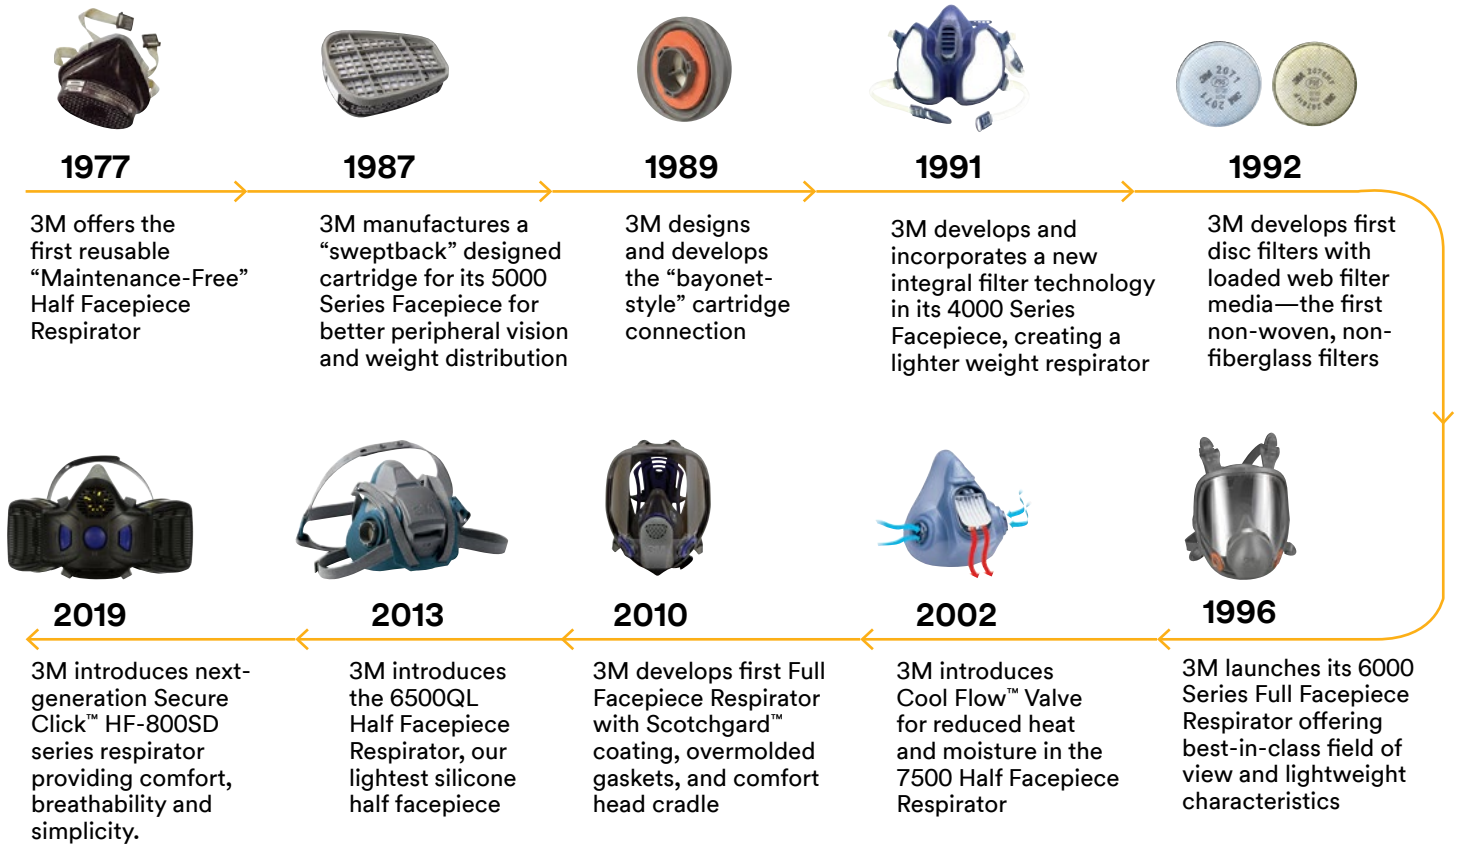 3M 2071
P95
2071 3M
1977
3M offers the
first reusable
“Maintenance-Free”
Half Facepiece
Respirator
1987
3M manufactures a
“sweptback” designed
cartridge for its 5000
Series Facepiece for
better peripheral vision
and weight distribution
1989
3M designs
and develops
the “bayonet-
style” cartridge
connection
1991
3M develops and
incorporates a new
integral filter technology
in its 4000 Series
Facepiece, creating a
lighter weight respirator
1992
3M develops first
disc filters with
loaded web filter
media—the first
non-woven, non-
fiberglass filters
1996
3M launches its 6000
Series Full Facepiece
Respirator offering
best-in-class field of
view and lightweight
characteristics
2002
3M introduces
Cool Flow™ Valve
for reduced heat
and moisture in the
7500 Half Facepiece
Respirator
2010
3M develops first Full
Facepiece Respirator
with Scotchgard™
coating, overmolded
gaskets, and comfort
head cradle
2013
3M introduces
the 6500QL
Half Facepiece
Respirator, our
lightest silicone
half facepiece
2019
3M introduces next-
generation Secure
Click™ HF-800SD
series respirator
providing comfort,
breathability and
simplicity.